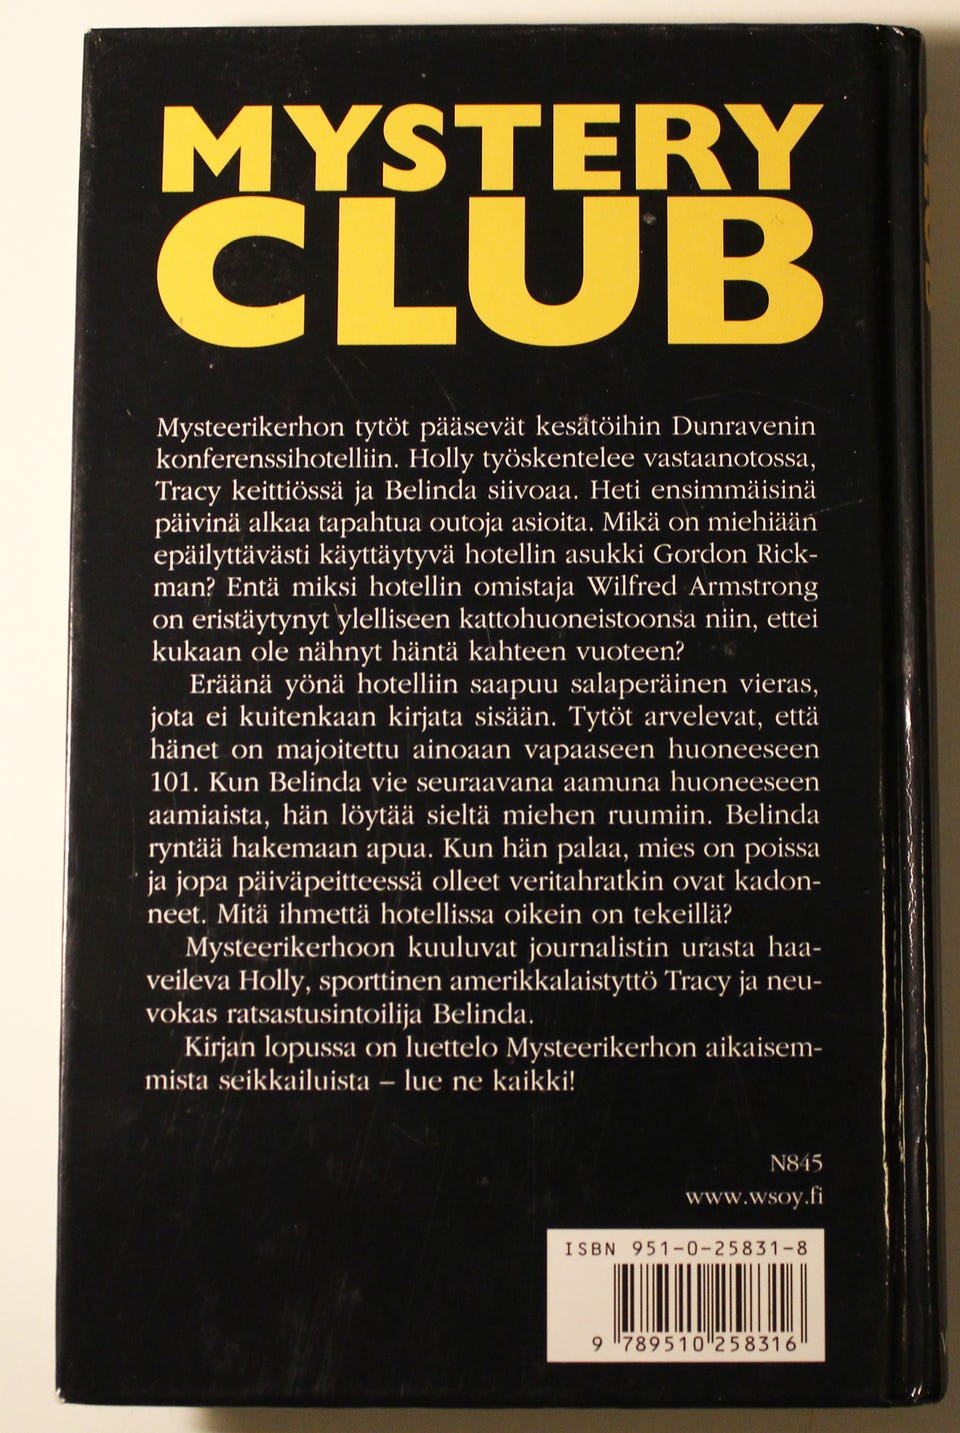 MYSTERY
CLUB
Mysteerikerhon tytöt pääsevät kesätöihin Dunravenin
konferenssihotelliin. Holly työskentelee vastaanotossa,
Tracy keittiössä ja Belinda siivoaa. Heti ensimmäisinä
päivinä alkaa tapahtua outoja asioita. Mikä on miehiään
epäilyttävästi käyttäytyvä hotellin asukki Gordon Rick-
man? Entä miksi hotellin omistaja Wilfred Armstrong
on eristäytynyt ylelliseen kattohuoneistoonsa niin, ettei
kukaan ole nähnyt häntä kahteen vuoteen?
Eräänä yönä hotelliin saapuu salaperäinen vieras,
jota ei kuitenkaan kirjata sisään. Tytöt arvelevat, että
hänet on majoitettu ainoaan vapaaseen huoneeseen
101. Kun Belinda vie seuraavana aamuna huoneeseen
aamiaista, hän löytää sieltä miehen ruumiin. Belinda
ryntää hakemaan apua. Kun hän palaa, mies on poissa
ja jopa päiväpeitteessä olleet veritahratkin ovat kadon-
neet. Mitä ihmettä hotellissa oikein on tekeillä?
Mysteerikerhoon kuuluvat journalistin urasta haa-
veileva Holly, sporttinen amerikkalaistyttö Tracy ja neu-
vokas ratsastusintoilija Belinda.
Kirjan lopussa on luettelo Mysteerikerhon aikaisem-
mista seikkailuista – lue ne kaikki!
N845
www.wsoy.fi
ISBN 951-0-25831-8
9 789510 258316